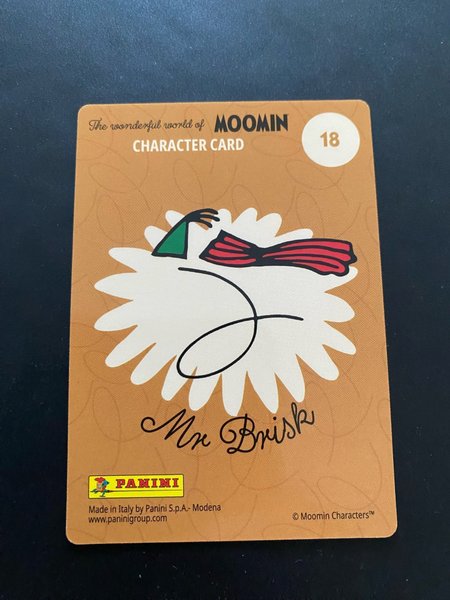 The wonderful world of MOOMIN
CHARACTER CARD
18
Mr Brisk
PANINI
Made in Italy by Panini S.p.A.- Modena
www.paninigroup.com
© Moomin Characters™